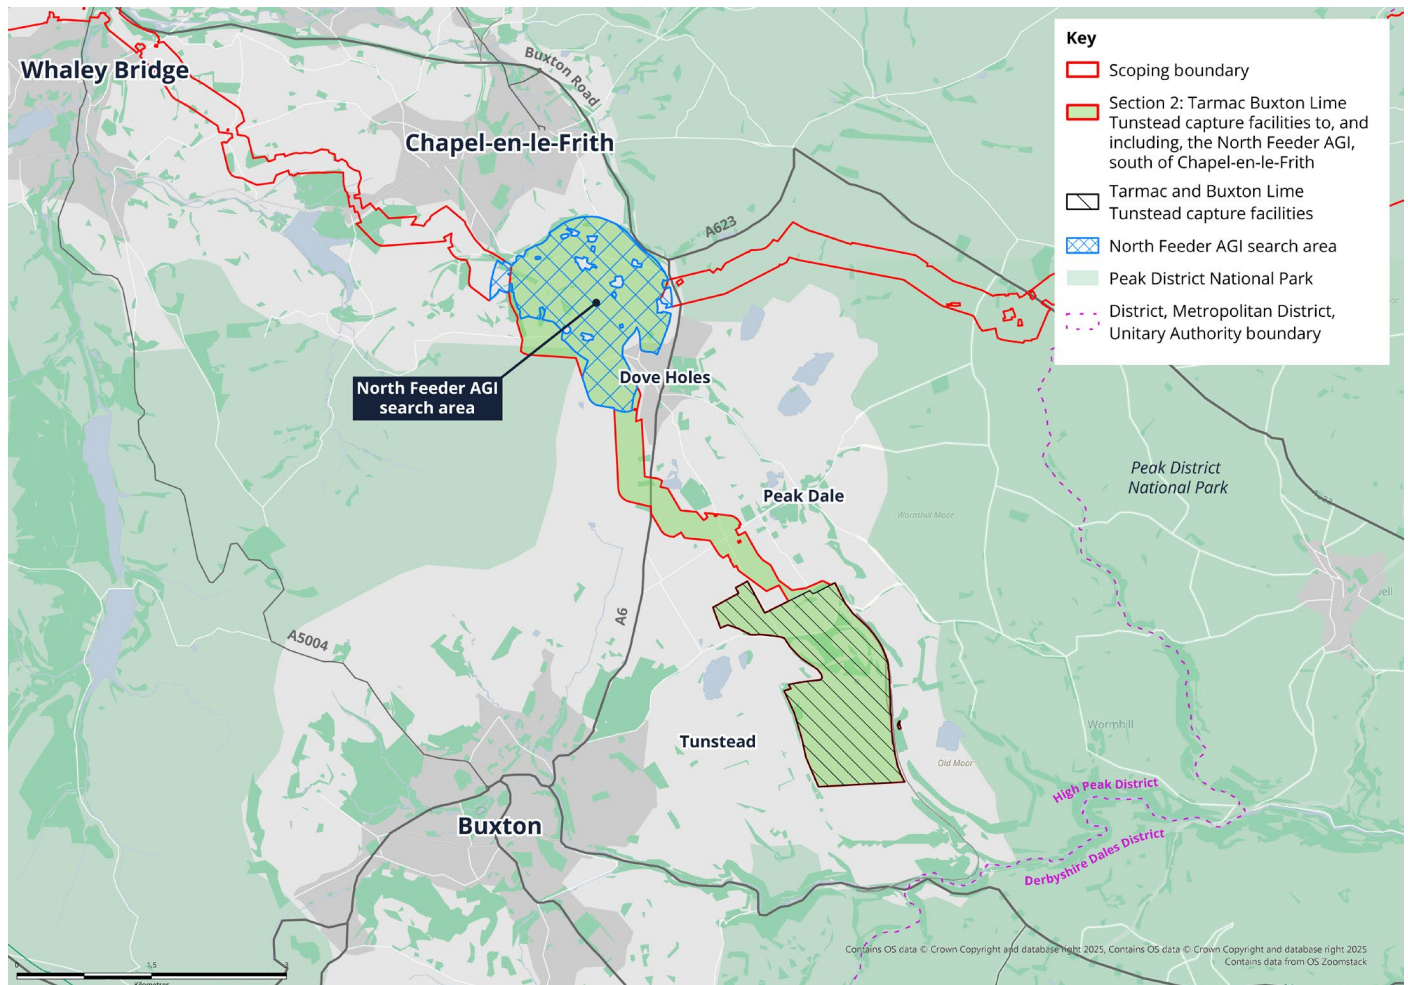 Whaley Bridge
Buxton Road
Chapel-en-le-Frith
A623
North Feeder AGI
search area
Dove Holes
Peak Dale
Peak District
National Park
Wormhill Moor
A6
A5004
Tunstead
Wormhill
Old Moor
Buxton
High Peak District
Derbyshire Dales District
Key
Scoping boundary
Section 2: Tarmac Buxton Lime
Tunstead capture facilities to, and
including, the North Feeder AGI,
south of Chapel-en-le-Frith
Tarmac and Buxton Lime
Tunstead capture facilities
North Feeder AGI search area
Peak District National Park
District, Metropolitan District,
Unitary Authority boundary
0 1.5 3
Kilometres
Contains OS data © Crown Copyright and database right 2025, Contains OS data © Crown Copyright and database right 2025
Contains data from OS Zoomstack